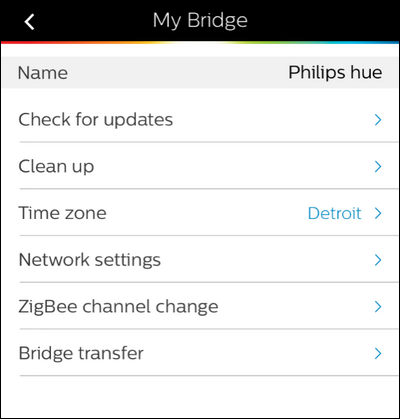 My Bridge
Name Philips hue
Check for updates
Clean up
Time zone Detroit
Network settings
ZigBee channel change
Bridge transfer